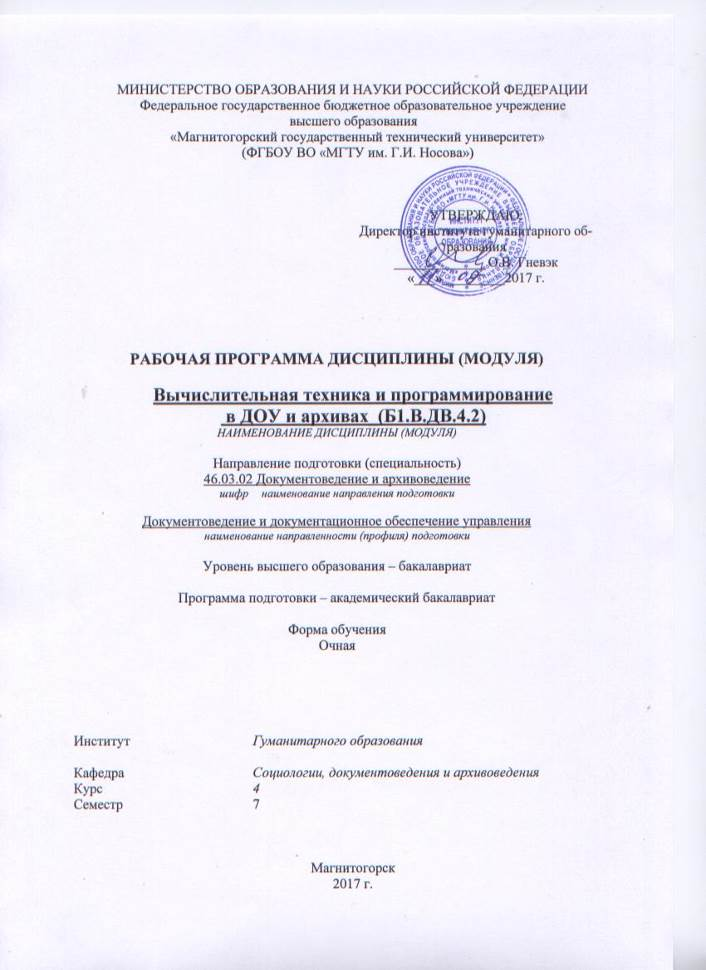 МИНИСТЕРСТВО ОБРАЗОВАНИЯ И НАУКИ РОССИЙСКОЙ ФЕДЕРАЦИИ
Федеральное государственное бюджетное образовательное учреждение
высшего образования
«Магнитогорский государственный технический университет»
(ФГБОУ ВО «МГТУ им. Г.И. Носова»)
УТВЕРЖДАЮ
Директор института гуманитарного об-
разования
О.В. Гневэк
2017 г.
РАБОЧАЯ ПРОГРАММА ДИСЦИПЛИНЫ (МОДУЛЯ)
Вычислительная техника и программирование
в ДОУ и архивах (Б1.В.ДВ.4.2)
НАИМЕНОВАНИЕ ДИСЦИПЛИНЫ (МОДУЛЯ)
Направление подготовки (специальность)
46.03.02 Документоведение и архивоведение
шифр наименование направления подготовки
Документоведение и документационное обеспечение управления
наименование направленности (профиля) подготовки
Уровень высшего образования – бакалавриат
Программа подготовки – академический бакалавриат
Форма обучения
Очная
Институт Гуманитарного образования
Кафедра Социологии, документоведения и архивоведения
Курс 4
Семестр 7
Магнитогорск
2017 г.